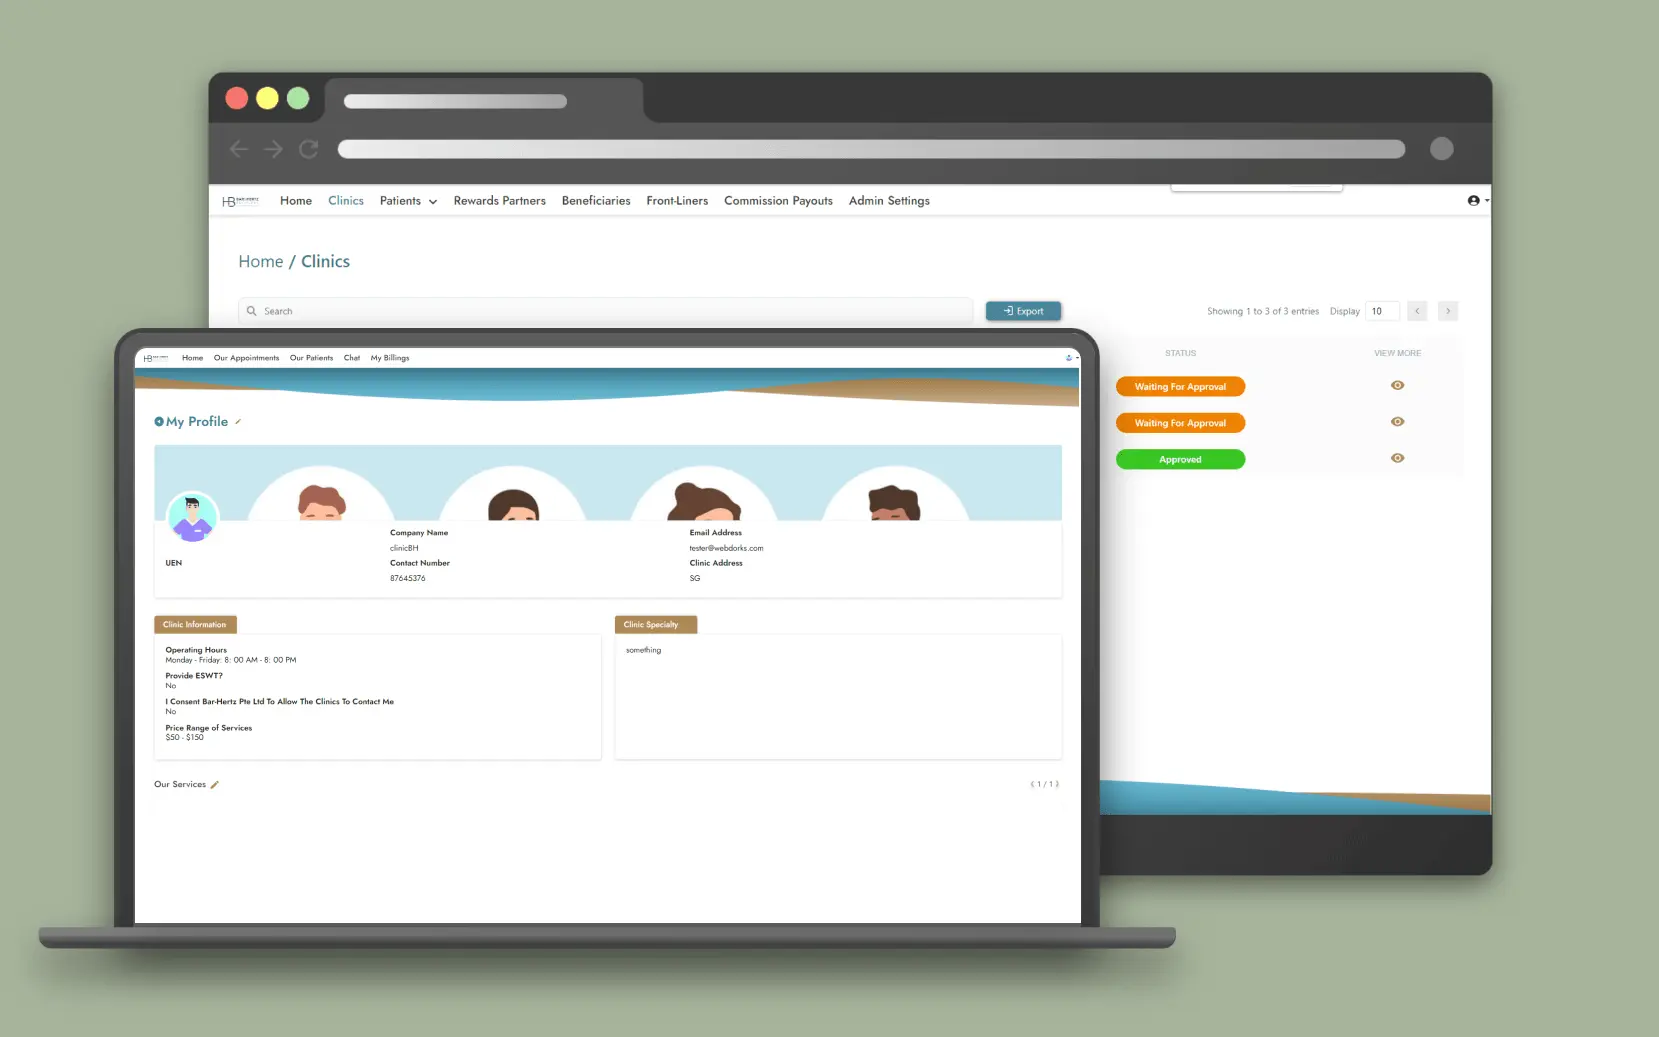 HB BAR-HERTZ Home Clinics Patients Rewards Partners Beneficiaries Front-Liners Commission Payouts Admin Settings
Home / Clinics
Search Export Showing 1 to 3 of 3 entries Display 10
STATUS VIEW MORE
Waiting For Approval
Waiting For Approval
Approved
HB Home Our Appointments Our Patients Chat My Billings
My Profile
Company Name Email Address
clinicBH tester@webdorks.com
UEN Contact Number Clinic Address
87645376 SG
Clinic Information
Operating Hours
Monday - Friday: 8: 00 AM - 8: 00 PM
Provide ESWT?
No
I Consent Bar-Hertz Pte Ltd To Allow The Clinics To Contact Me
No
Price Range of Services
$50 - $150
Clinic Specialty
something
Our Services 1 / 1